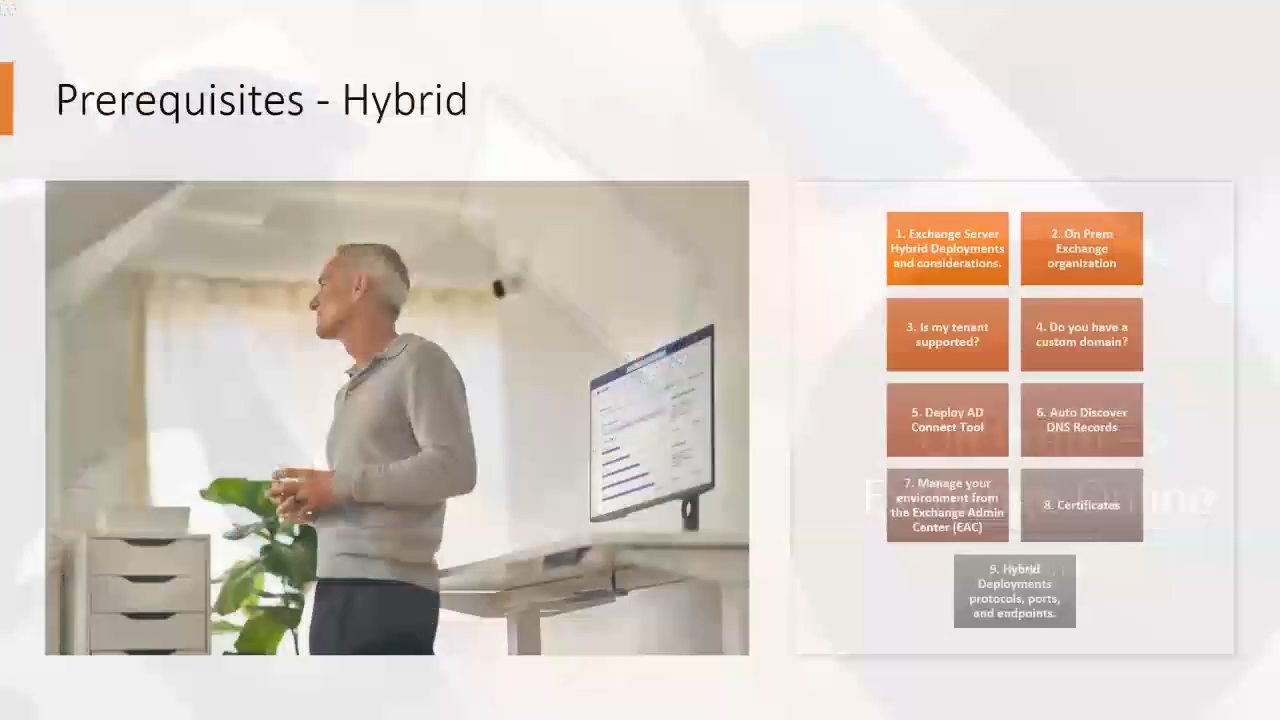 Prerequisites - Hybrid
1. Exchange Server
Hybrid Deployments
and considerations.
2. On Prem
Exchange
organization
3. Is my tenant
supported?
4. Do you have a
custom domain?
5. Deploy AD
Connect Tool
6. Auto Discover
DNS Records
7. Manage your
environment from
the Exchange Admin
Center (EAC)
8. Certificates
9. Hybrid
Deployments
protocols, ports,
and endpoints.